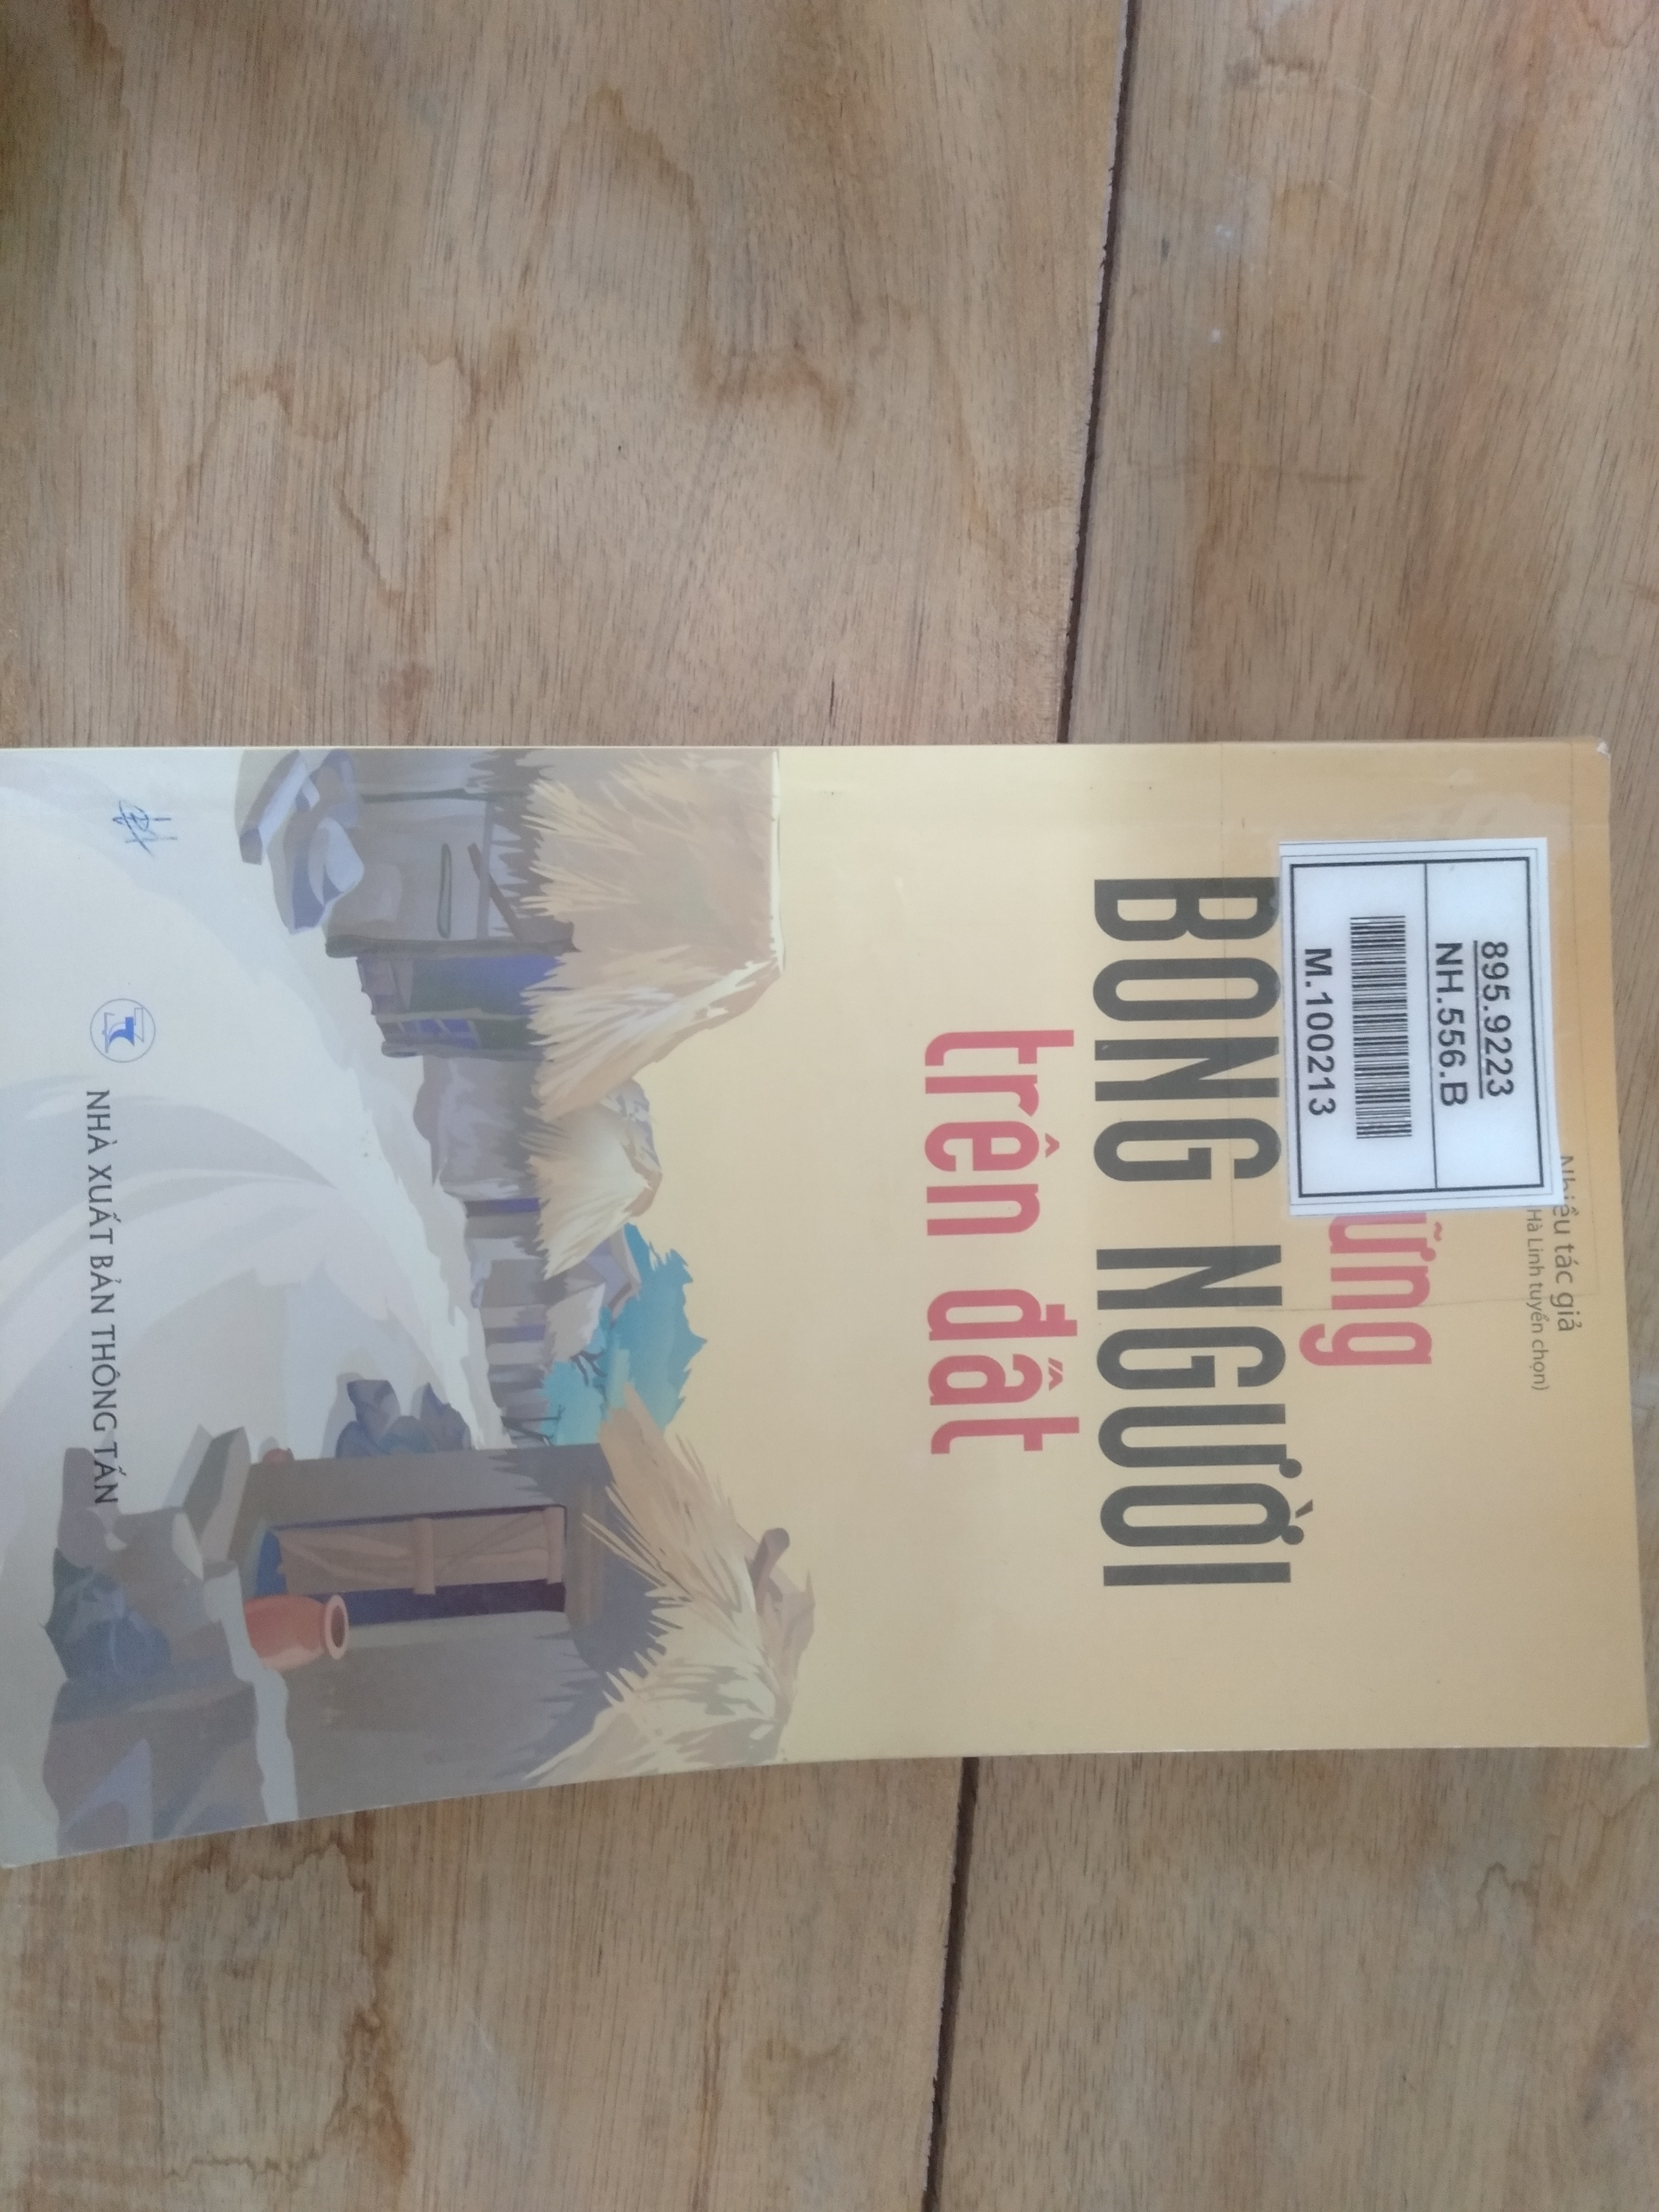 Nhiều tác giả
Hà Linh tuyển chọn)
895.9223
NH.556.B
M.100213
ững
BONG NGƯỜI
trên đất
NHÀ XUẤT BẢN THÔNG TẤN